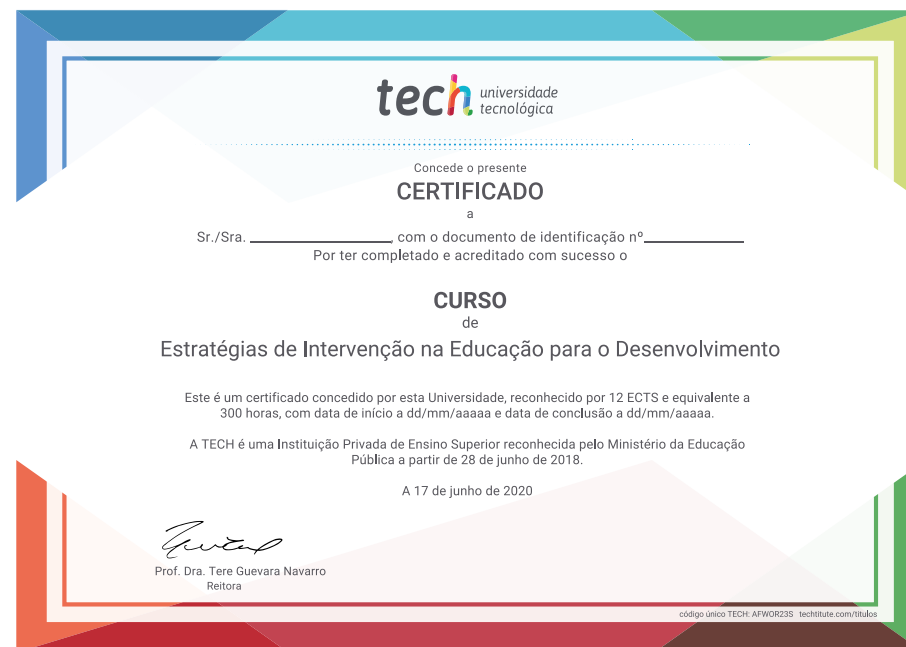 tech universidade
tecnológica
Concede o presente
CERTIFICADO
a
Sr./Sra. ________________, com o documento de identificação nº____________
Por ter completado e acreditado com sucesso o
CURSO
de
Estratégias de Intervenção na Educação para o Desenvolvimento
Este é um certificado concedido por esta Universidade, reconhecido por 12 ECTS e equivalente a
300 horas, com data de início a dd/mm/aaaaa e data de conclusão a dd/mm/aaaaa.
A TECH é uma Instituição Privada de Ensino Superior reconhecida pelo Ministério da Educação
Pública a partir de 28 de junho de 2018.
A 17 de junho de 2020
Prof. Dra. Tere Guevara Navarro
Reitora
código único TECH: AFWOR23S techtitute.com/titulos